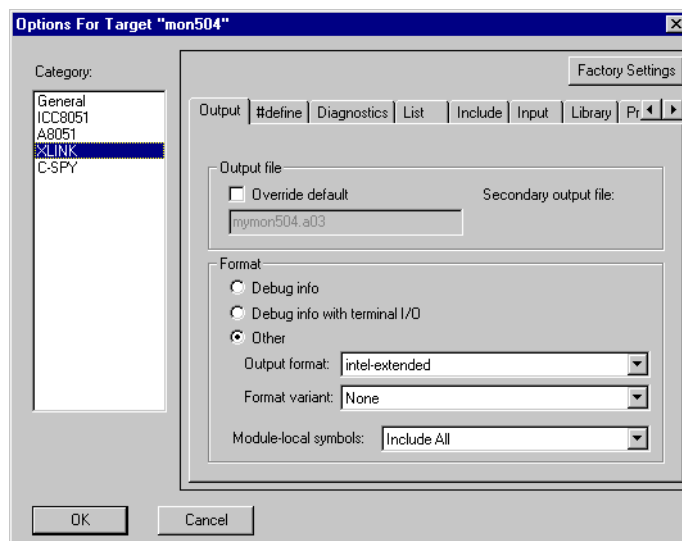 Options For Target "mon504"
Category:
General
ICC8051
A8051
XLINK
C-SPY
Factory Settings
Output
#define
Diagnostics
List
Include
Input
Library
Pr
Output file
Override default
Secondary output file:
mymon504.a03
Format
Debug info
Debug info with terminal I/O
Other
Output format: intel-extended
Format variant: None
Module-local symbols: Include All
OK
Cancel